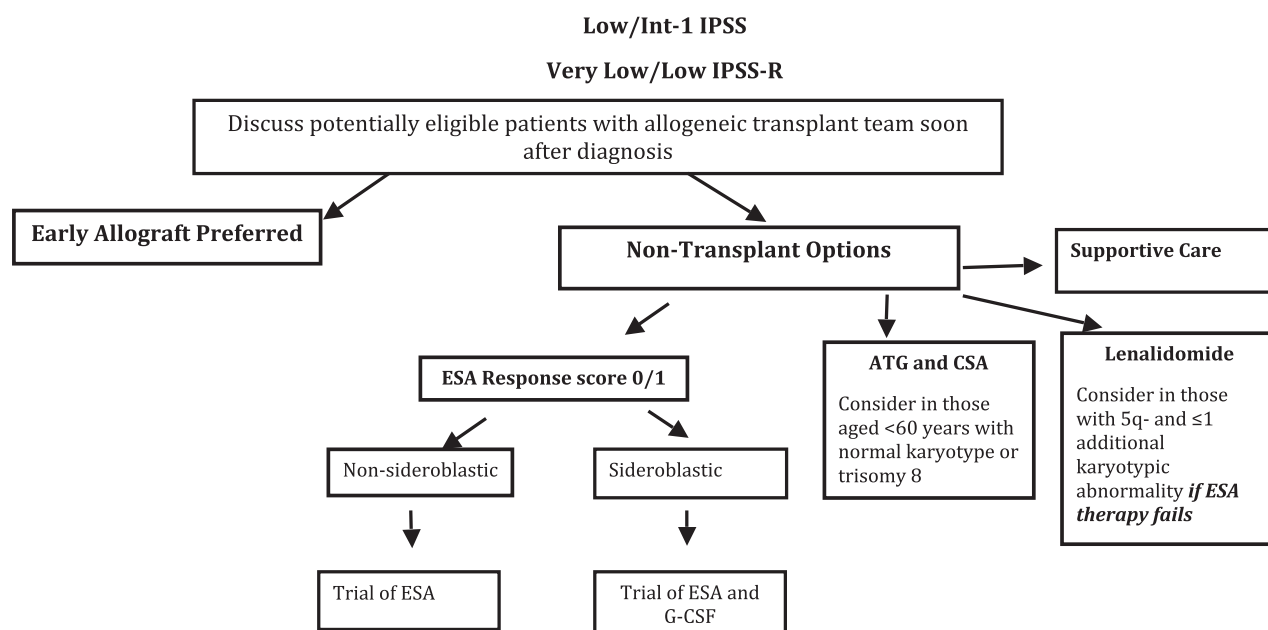 Low/Int-1 IPSS
Very Low/Low IPSS-R
Discuss potentially eligible patients with allogeneic transplant team soon
after diagnosis
Early Allograft Preferred
Non-Transplant Options
Supportive Care
ESA Response score 0/1
ATG and CSA
Consider in those
aged <60 years with
normal karyotype or
trisomy 8
Lenalidomide
Consider in those
with 5q- and ≤1
additional
karyotypic
abnormality if ESA
therapy fails
Non-sideroblastic
Sideroblastic
Trial of ESA
Trial of ESA and
G-CSF